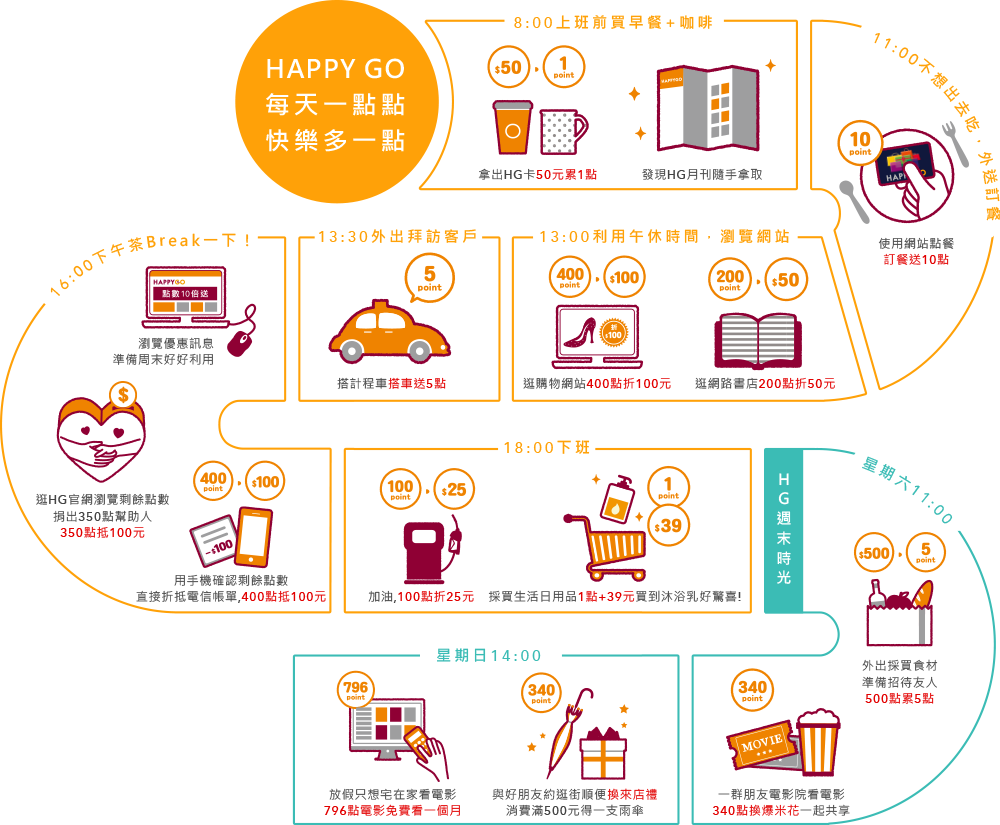 HAPPY GO
每天一點點
快樂多一點
8:00上班前買早餐+咖啡
$50
1
point
拿出HG卡50元累1點
HAPPYGO
發現HG月刊隨手拿取
11:00不想出去吃，外送訂餐
10
point
HAP
使用網站點餐
訂餐送10點
13:00利用午休時間．瀏覽網站
400
point
$100
折
$100
逛購物網站400點折100元
200
point
$50
逛網路書店200點折50元
13:30外出拜訪客戶
5
point
搭計程車搭車送5點
16:00下午茶Break一下！
HAPPYGO
點數10倍送
瀏覽優惠訊息
準備周末好好利用
$
逛HG官網瀏覽剩餘點數
捐出350點幫助人
350點抵100元
400
point
$100
-$100
用手機確認剩餘點數
直接折抵電信帳單,400點抵100元
18:00下班
100
point
$25
加油,100點折25元
1
point
$39
採買生活日用品1點+39元買到沐浴乳好驚喜!
HG週末時光
星期六11:00
$500
5
point
外出採買食材
準備招待友人
500點累5點
340
point
MOVIE
一群朋友電影院看電影
340點換爆米花一起共享
星期日14:00
796
point
放假只想宅在家看電影
796點電影免費看一個月
340
point
與好朋友約逛街順便換來店禮
消費滿500元得一支雨傘